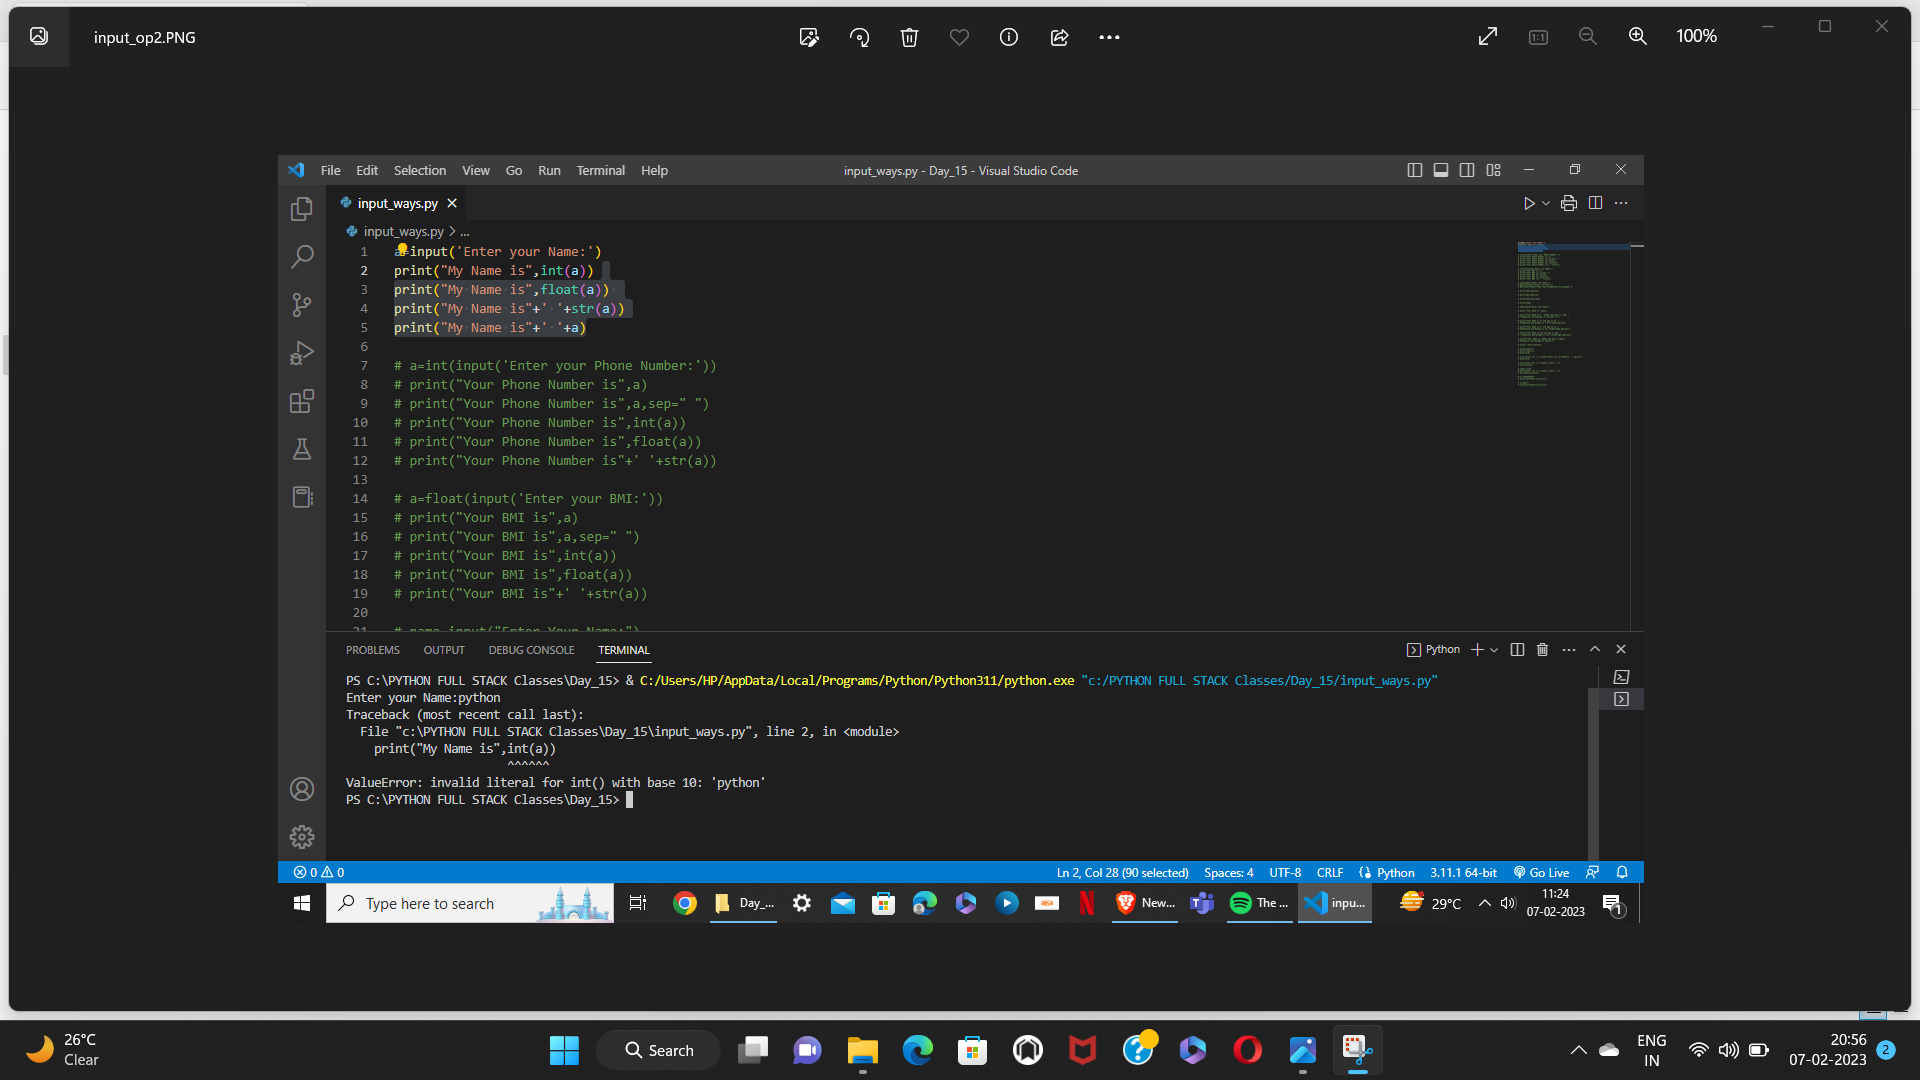 input_op2.PNG
100%
File Edit Selection View Go Run Terminal Help
input_ways.py - Day_15 - Visual Studio Code
input_ways.py
input_ways.py > ...
1 a=input('Enter your Name:')
2 print("My Name is",int(a))
3 print("My Name is",float(a))
4 print("My Name is"+' '+str(a))
5 print("My Name is"+' '+a)
6
7 # a=int(input('Enter your Phone Number:'))
8 # print("Your Phone Number is",a)
9 # print("Your Phone Number is",a,sep=" ")
10 # print("Your Phone Number is",int(a))
11 # print("Your Phone Number is",float(a))
12 # print("Your Phone Number is"+' '+str(a))
13
14 # a=float(input('Enter your BMI:'))
15 # print("Your BMI is",a)
16 # print("Your BMI is",a,sep=" ")
17 # print("Your BMI is",int(a))
18 # print("Your BMI is",float(a))
19 # print("Your BMI is"+' '+str(a))
20
21 # name=input("Enter Your Name:")
PROBLEMS OUTPUT DEBUG CONSOLE TERMINAL
Python
PS C:\PYTHON FULL STACK Classes\Day_15> & C:/Users/HP/AppData/Local/Programs/Python/Python311/python.exe "c:/PYTHON FULL STACK Classes/Day_15/input_ways.py"
Enter your Name:python
Traceback (most recent call last):
File "c:\PYTHON FULL STACK Classes\Day_15\input_ways.py", line 2, in <module>
print("My Name is",int(a))
^^^^^^
ValueError: invalid literal for int() with base 10: 'python'
PS C:\PYTHON FULL STACK Classes\Day_15>
0 0
Ln 2, Col 28 (90 selected) Spaces: 4 UTF-8 CRLF Python 3.11.1 64-bit Go Live
Type here to search
Day_...
New...
The ...
inpu...
29°C
11:24
07-02-2023
1
26°C
Clear
Search
ENG
IN
20:56
07-02-2023
2